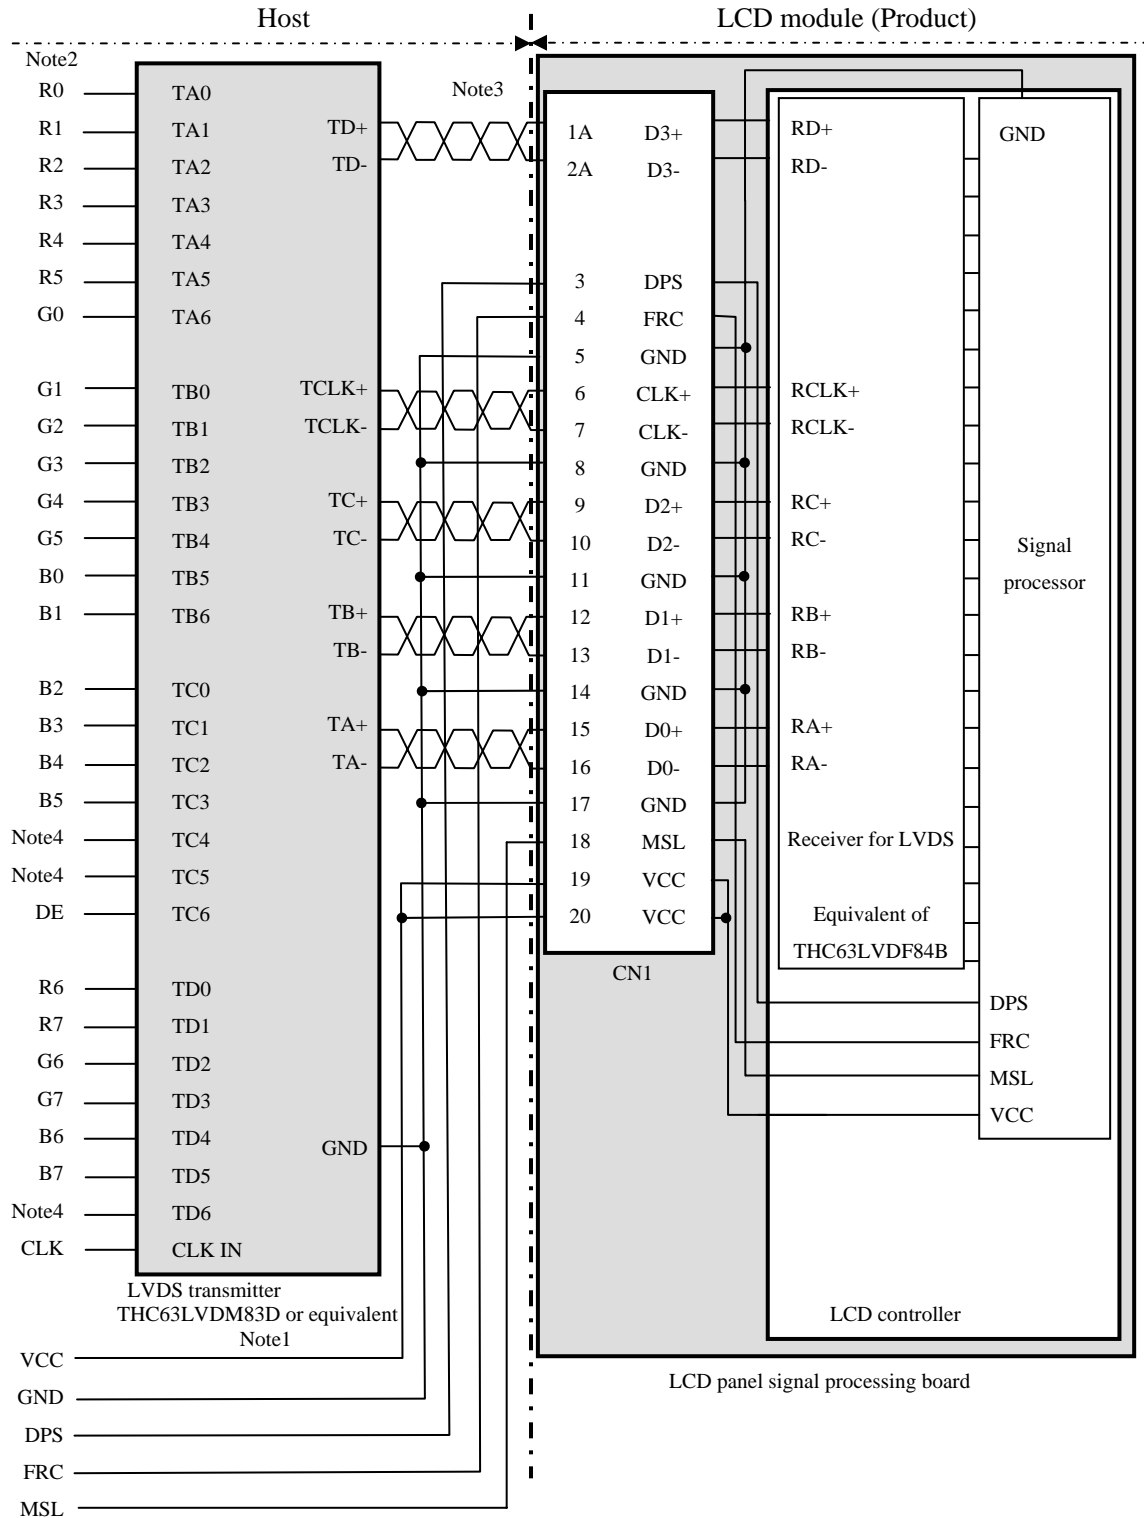 Host
LCD module (Product)
Note2
R0
R1
R2
R3
R4
R5
G0
G1
G2
G3
G4
G5
B0
B1
B2
B3
B4
B5
Note4
Note4
DE
R6
R7
G6
G7
B6
B7
Note4
CLK
TA0
TA1
TA2
TA3
TA4
TA5
TA6
TB0
TB1
TB2
TB3
TB4
TB5
TB6
TC0
TC1
TC2
TC3
TC4
TC5
TC6
TD0
TD1
TD2
TD3
TD4
TD5
TD6
CLK IN
TD+
TD-
TCLK+
TCLK-
TC+
TC-
TB+
TB-
TA+
TA-
GND
LVDS transmitter
THC63LVDM83D or equivalent
Note1
VCC
GND
DPS
FRC
MSL
Note3
1A D3+
2A D3-
3 DPS
4 FRC
5 GND
6 CLK+
7 CLK-
8 GND
9 D2+
10 D2-
11 GND
12 D1+
13 D1-
14 GND
15 D0+
16 D0-
17 GND
18 MSL
19 VCC
20 VCC
CN1
RD+
RD-
RCLK+
RCLK-
RC+
RC-
RB+
RB-
RA+
RA-
Receiver for LVDS
Equivalent of
THC63LVDF84B
GND
Signal
processor
DPS
FRC
MSL
VCC
LCD controller
LCD panel signal processing board